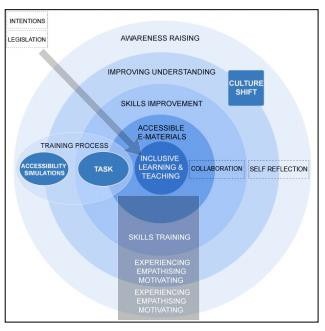 INTENTIONS
LEGISLATION
AWARENESS RAISING
IMPROVING UNDERSTANDING
CULTURE
SHIFT
SKILLS IMPROVEMENT
ACCESSIBLE
E-MATERIALS
TRAINING PROCESS
ACCESSIBILITY
SIMULATIONS
TASK
INCLUSIVE
LEARNING &
TEACHING
COLLABORATION
SELF REFLECTION
SKILLS TRAINING
EXPERIENCING
EMPATHISING
MOTIVATING
EXPERIENCING
EMPATHISING
MOTIVATING